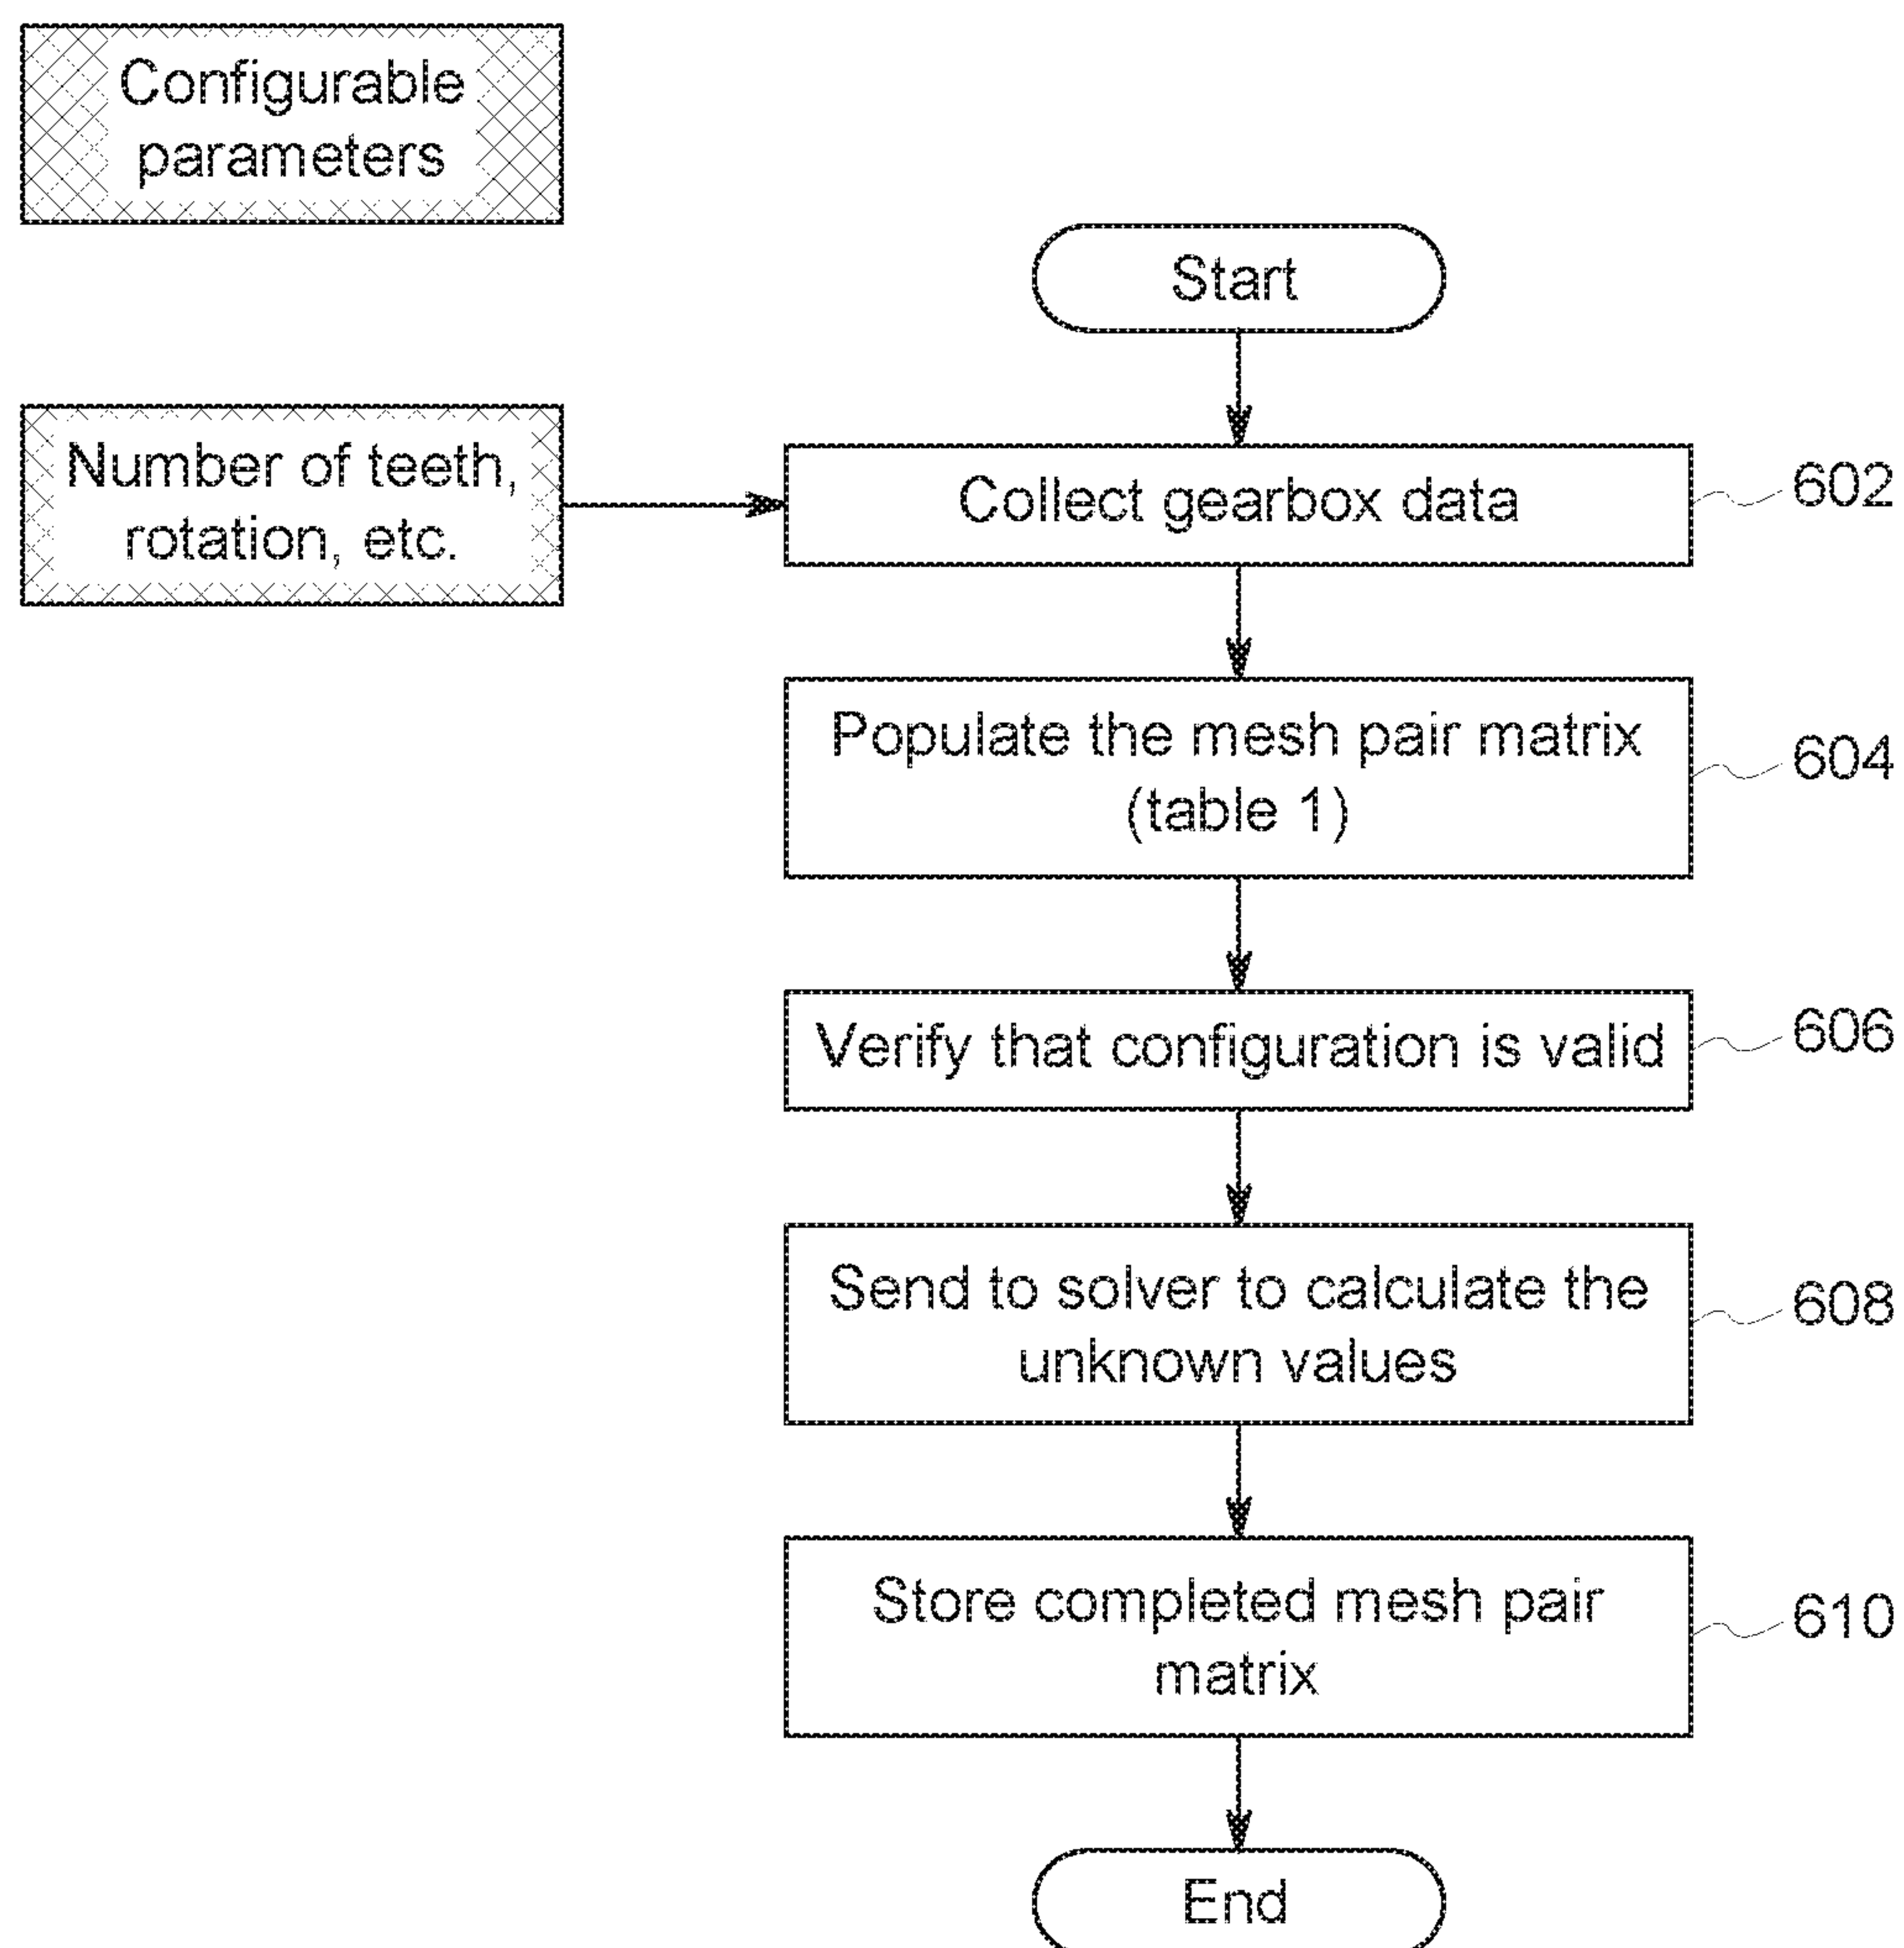 Configurable
parameters
Start
Number of teeth,
rotation, etc.
Collect gearbox data
602
Populate the mesh pair matrix
(table 1)
604
Verify that configuration is valid
606
Send to solver to calculate the
unknown values
608
Store completed mesh pair
matrix
610
End